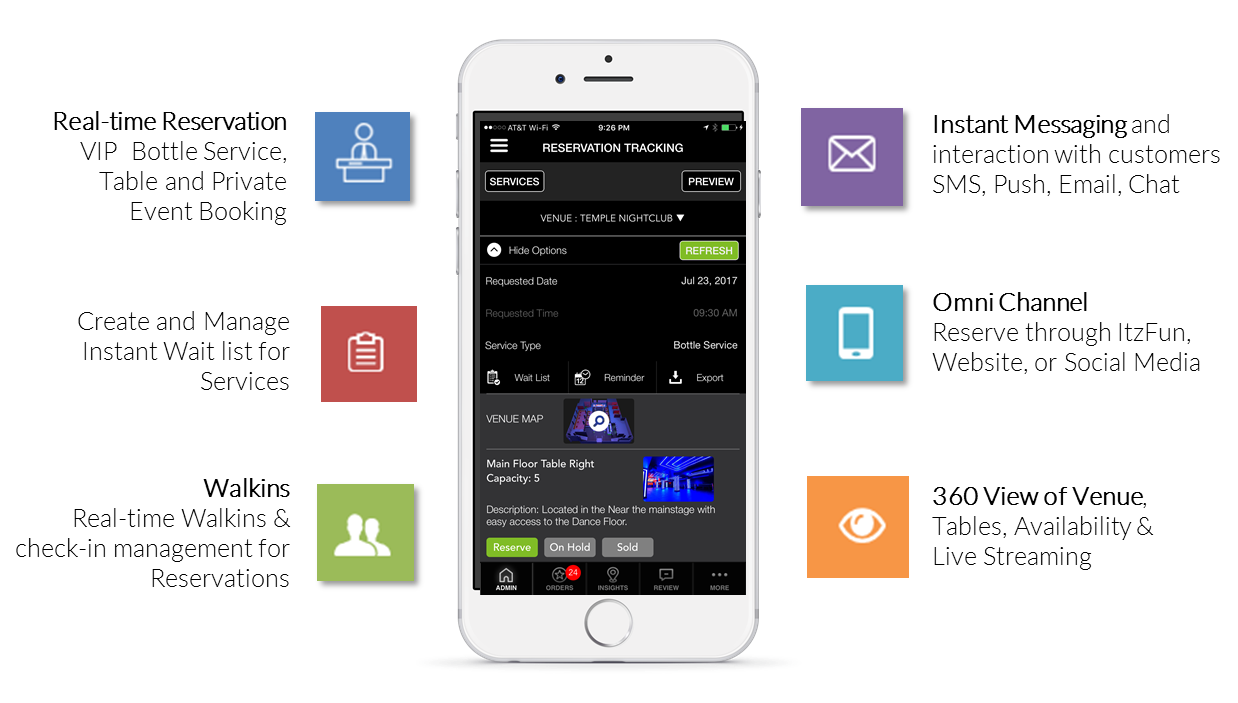 Real-time Reservation
VIP Bottle Service,
Table and Private
Event Booking
Create and Manage
Instant Wait list for
Services
Walkins
Real-time Walkins &
check-in management for
Reservations
AT&T Wi-Fi 9:26 PM
RESERVATION TRACKING
SERVICES PREVIEW
VENUE : TEMPLE NIGHTCLUB ▼
Hide Options REFRESH
Requested Date Jul 23, 2017
Requested Time 09:30 AM
Service Type Bottle Service
Wait List 12 Reminder Export
VENUE MAP
Main Floor Table Right
Capacity: 5
Description: Located in the Near the mainstage with
easy access to the Dance Floor.
Reserve On Hold Sold
24
ADMIN ORDERS INSIGHTS REVIEW MORE
Instant Messaging and
interaction with customers
SMS, Push, Email, Chat
Omni Channel
Reserve through ItzFun,
Website, or Social Media
360 View of Venue,
Tables, Availability &
Live Streaming